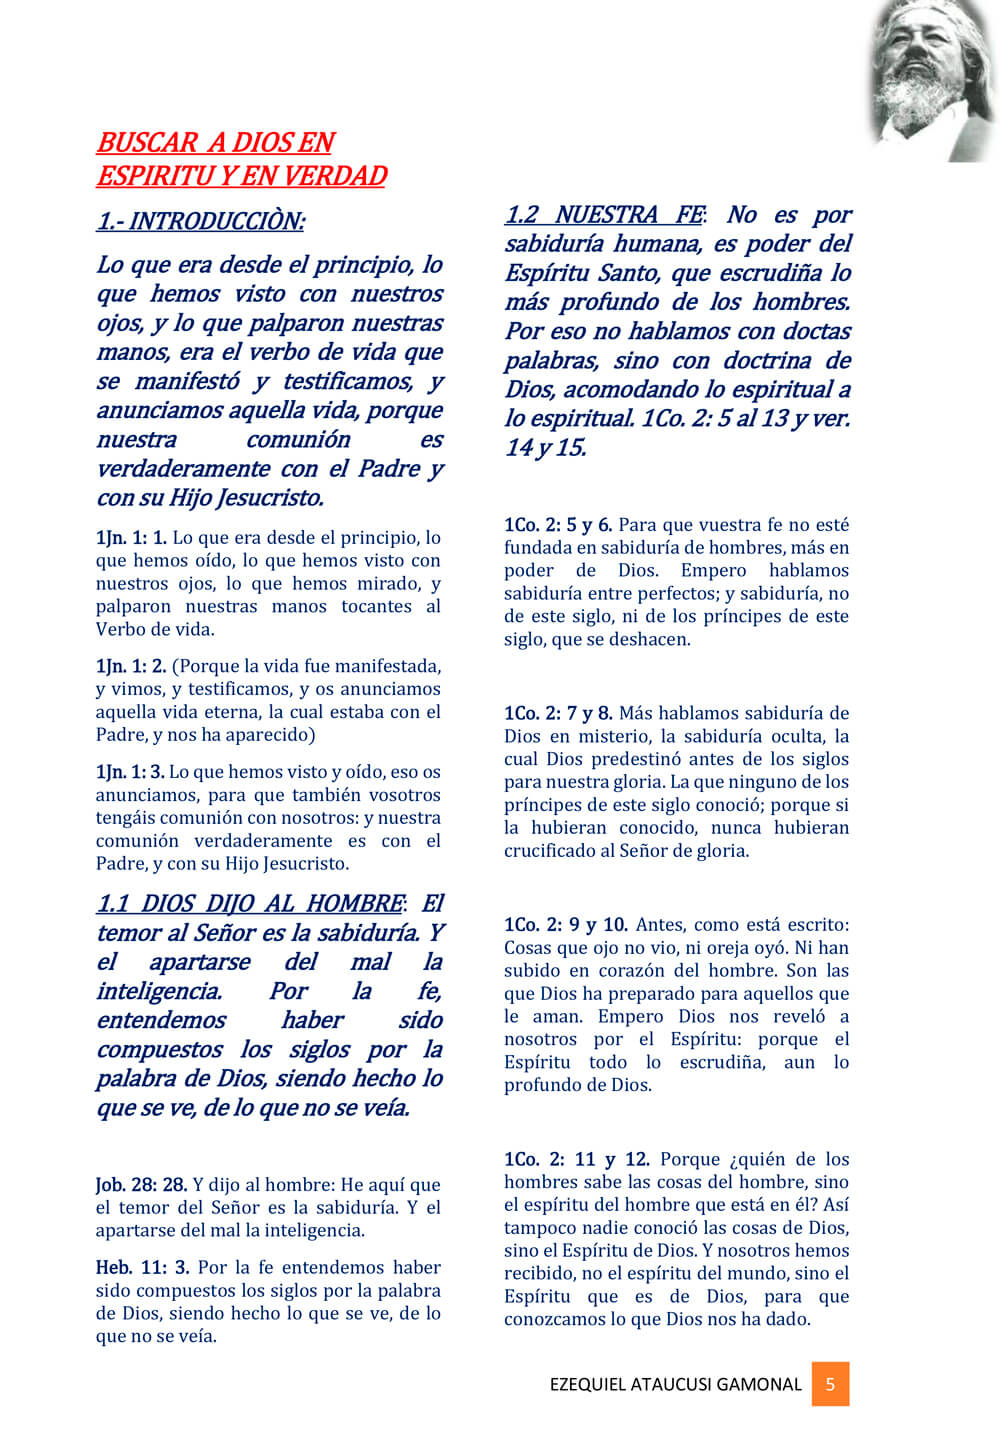 BUSCAR A DIOS EN
ESPIRITU Y EN VERDAD
1.- INTRODUCCIÒN:
Lo que era desde el principio, lo
que hemos visto con nuestros
ojos, y lo que palparon nuestras
manos, era el verbo de vida que
se manifestó y testificamos, y
anunciamos aquella vida, porque
nuestra comunión es
verdaderamente con el Padre y
con su Hijo Jesucristo.
1Jn. 1: 1. Lo que era desde el principio, lo
que hemos oído, lo que hemos visto con
nuestros ojos, lo que hemos mirado, y
palparon nuestras manos tocantes al
Verbo de vida.
1Jn. 1: 2. (Porque la vida fue manifestada,
y vimos, y testificamos, y os anunciamos
aquella vida eterna, la cual estaba con el
Padre, y nos ha aparecido)
1Jn. 1: 3. Lo que hemos visto y oído, eso os
anunciamos, para que también vosotros
tengáis comunión con nosotros: y nuestra
comunión verdaderamente es con el
Padre, y con su Hijo Jesucristo.
1.1 DIOS DIJO AL HOMBRE: El
temor al Señor es la sabiduría. Y
el apartarse del mal la
inteligencia. Por la fe,
entendemos haber sido
compuestos los siglos por la
palabra de Dios, siendo hecho lo
que se ve, de lo que no se veía.
Job. 28: 28. Y dijo al hombre: He aquí que
el temor del Señor es la sabiduría. Y el
apartarse del mal la inteligencia.
Heb. 11: 3. Por la fe entendemos haber
sido compuestos los siglos por la palabra
de Dios, siendo hecho lo que se ve, de lo
que no se veía.
1.2 NUESTRA FE: No es por
sabiduría humana, es poder del
Espíritu Santo, que escrudiña lo
más profundo de los hombres.
Por eso no hablamos con doctas
palabras, sino con doctrina de
Dios, acomodando lo espiritual a
lo espiritual. 1Co. 2: 5 al 13 y ver.
14 y 15.
1Co. 2: 5 y 6. Para que vuestra fe no esté
fundada en sabiduría de hombres, más en
poder de Dios. Empero hablamos
sabiduría entre perfectos; y sabiduría, no
de este siglo, ni de los príncipes de este
siglo, que se deshacen.
1Co. 2: 7 y 8. Más hablamos sabiduría de
Dios en misterio, la sabiduría oculta, la
cual Dios predestinó antes de los siglos
para nuestra gloria. La que ninguno de los
príncipes de este siglo conoció; porque si
la hubieran conocido, nunca hubieran
crucificado al Señor de gloria.
1Co. 2: 9 y 10. Antes, como está escrito:
Cosas que ojo no vio, ni oreja oyó. Ni han
subido en corazón del hombre. Son las
que Dios ha preparado para aquellos que
le aman. Empero Dios nos reveló a
nosotros por el Espíritu: porque el
Espíritu todo lo escrudiña, aun lo
profundo de Dios.
1Co. 2: 11 y 12. Porque ¿quién de los
hombres sabe las cosas del hombre, sino
el espíritu del hombre que está en él? Así
tampoco nadie conoció las cosas de Dios,
sino el Espíritu de Dios. Y nosotros hemos
recibido, no el espíritu del mundo, sino el
Espíritu que es de Dios, para que
conozcamos lo que Dios nos ha dado.
EZEQUIEL ATAUCUSI GAMONAL 5